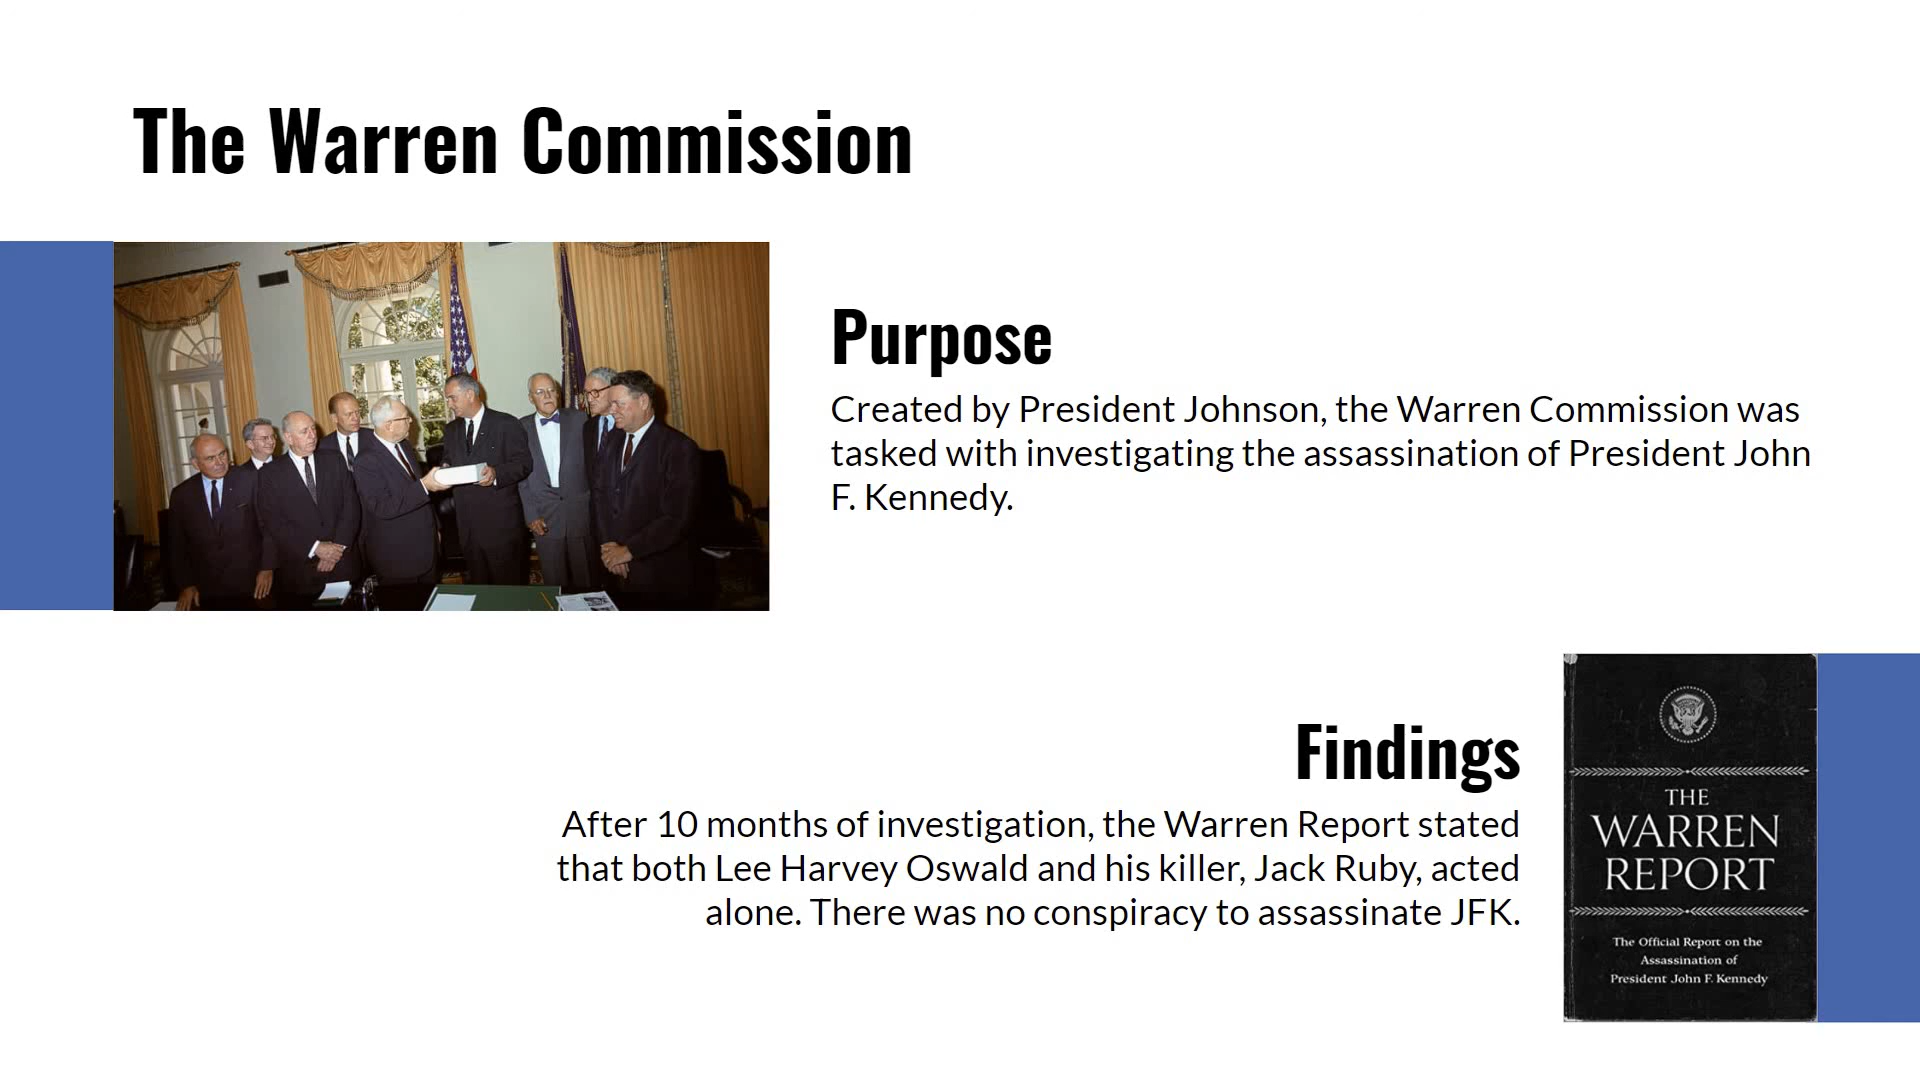 The Warren Commission
Purpose
Created by President Johnson, the Warren Commission was
tasked with investigating the assassination of President John
F. Kennedy.
Findings
After 10 months of investigation, the Warren Report stated
that both Lee Harvey Oswald and his killer, Jack Ruby, acted
alone. There was no conspiracy to assassinate JFK.
THE
WARREN
REPORT
The Official Report on the
Assassination of
President John F. Kennedy